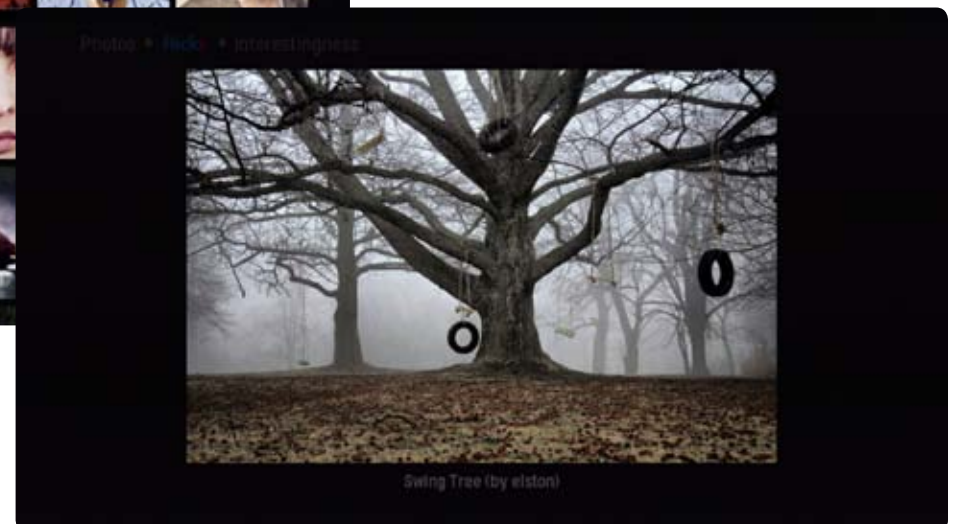 Photos • flickr • interestingness
Swing Tree (by elston)